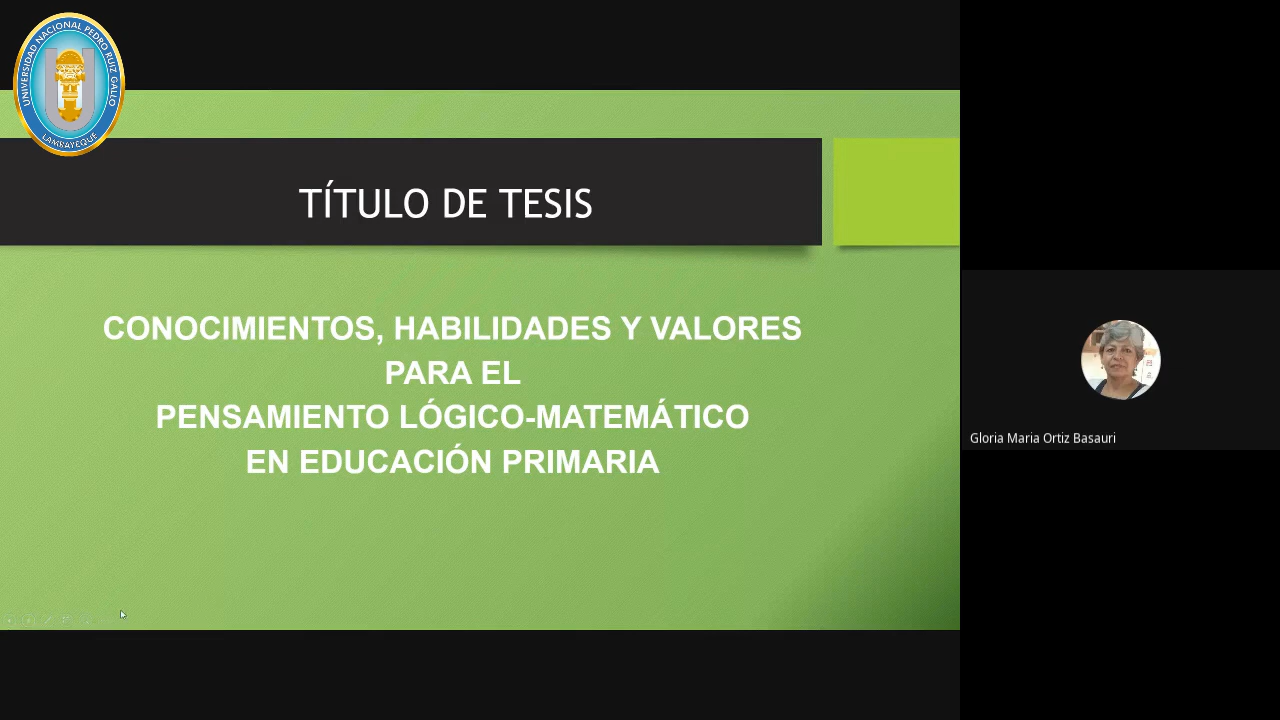 UNIVERSIDAD NACIONAL PEDRO RUIZ GALLO
LAMBAYEQUE
TÍTULO DE TESIS
CONOCIMIENTOS, HABILIDADES Y VALORES
PARA EL
PENSAMIENTO LÓGICO-MATEMÁTICO
EN EDUCACIÓN PRIMARIA
Gloria Maria Ortiz Basauri